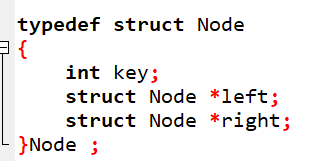 typedef struct Node
{
    int key;
    struct Node *left;
    struct Node *right;
}Node ;